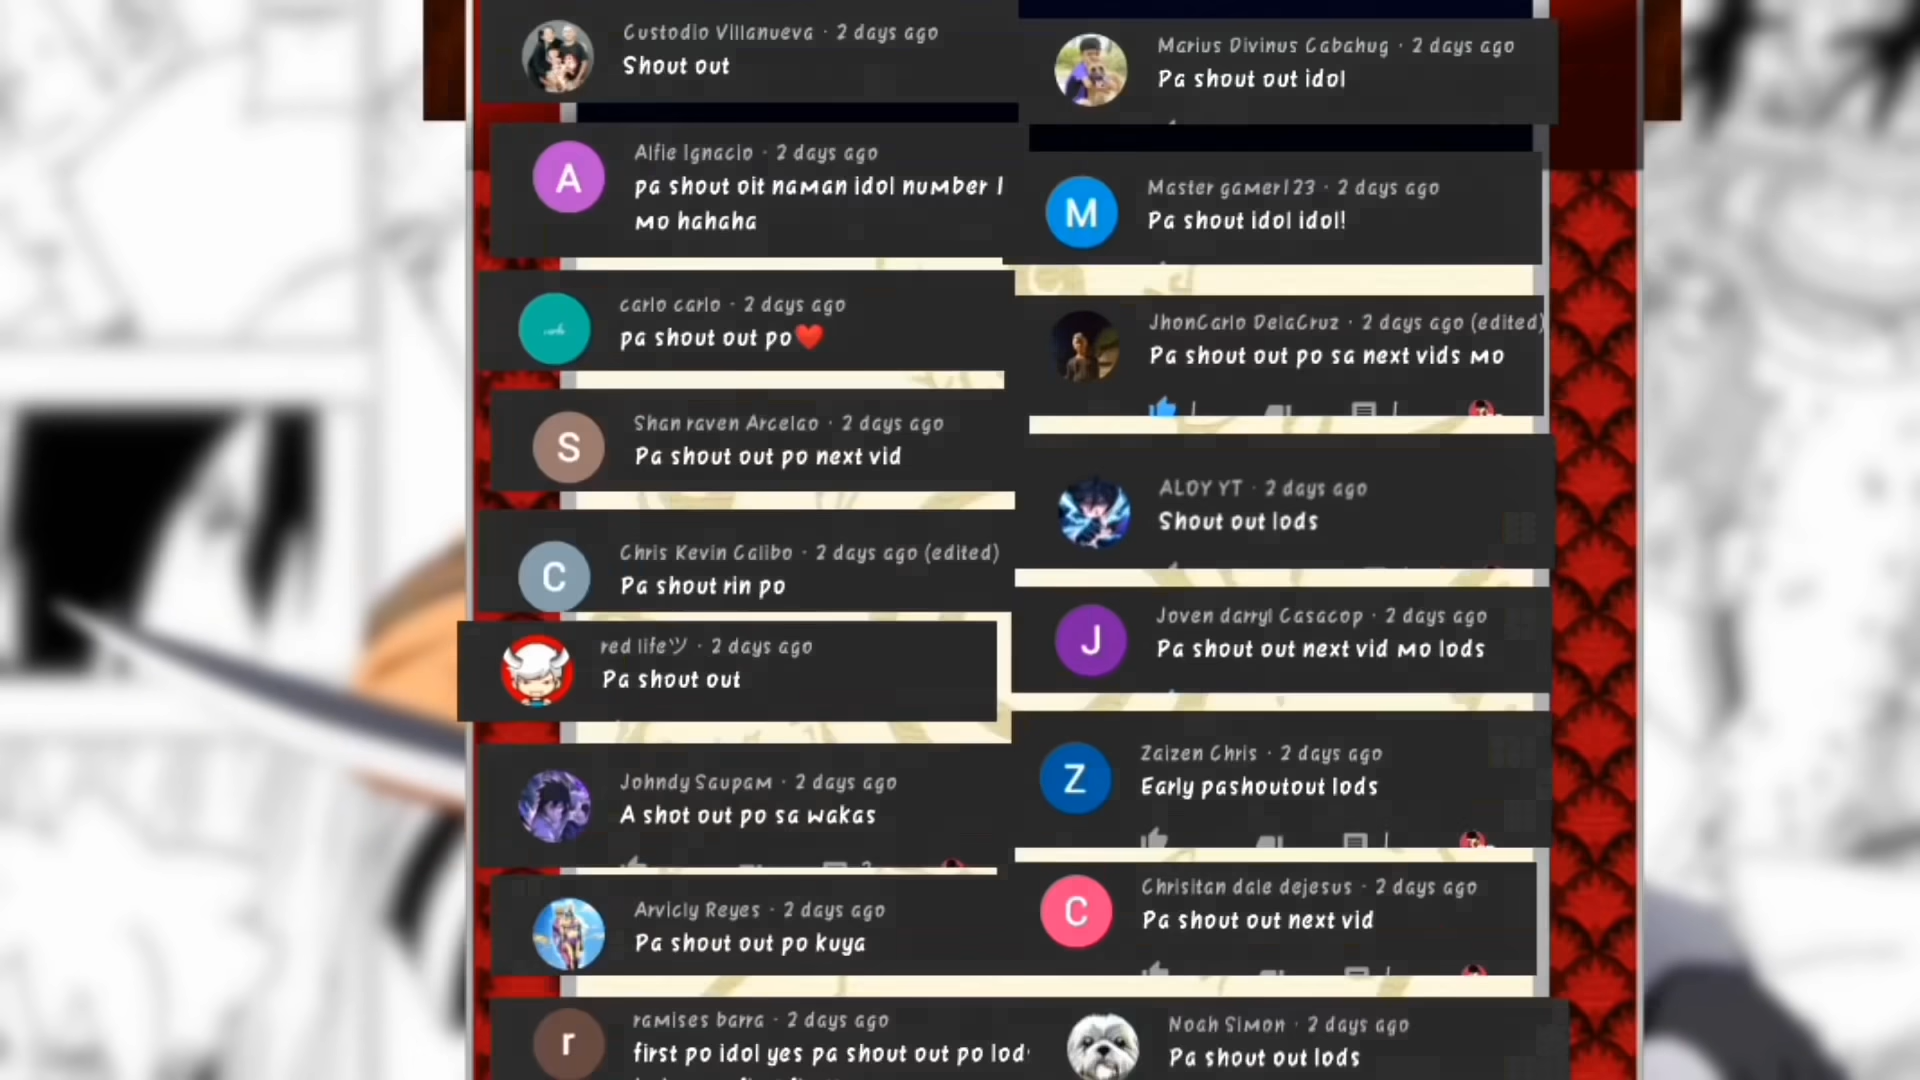 Custodio Villanueva · 2 days ago
Shout out
Alfie Ignacio · 2 days ago
pa shout oit naman idol number 1
mo hahaha
carlo carlo · 2 days ago
pa shout out po❤️
Shan raven Arcelao · 2 days ago
Pa shout out po next vid
Chris Kevin Calibo · 2 days ago (edited)
Pa shout rin po
red lifeツ · 2 days ago
Pa shout out
Johndy Saupam · 2 days ago
A shot out po sa wakas
Arvicly Reyes · 2 days ago
Pa shout out po kuya
ramises barra · 2 days ago
first po idol yes pa shout out po lod
Marius Divinus Cabahug · 2 days ago
Pa shout out idol
Master gamer123 · 2 days ago
Pa shout idol idol!
JhonCarlo DelaCruz · 2 days ago (edited)
Pa shout out po sa next vids mo
ALOY YT · 2 days ago
Shout out lods
Joven darryl Casacop · 2 days ago
Pa shout out next vid mo lods
Zaizen Chris · 2 days ago
Early pashoutout lods
Chrisitan dale dejesus · 2 days ago
Pa shout out next vid
Noah Simon · 2 days ago
Pa shout out lods